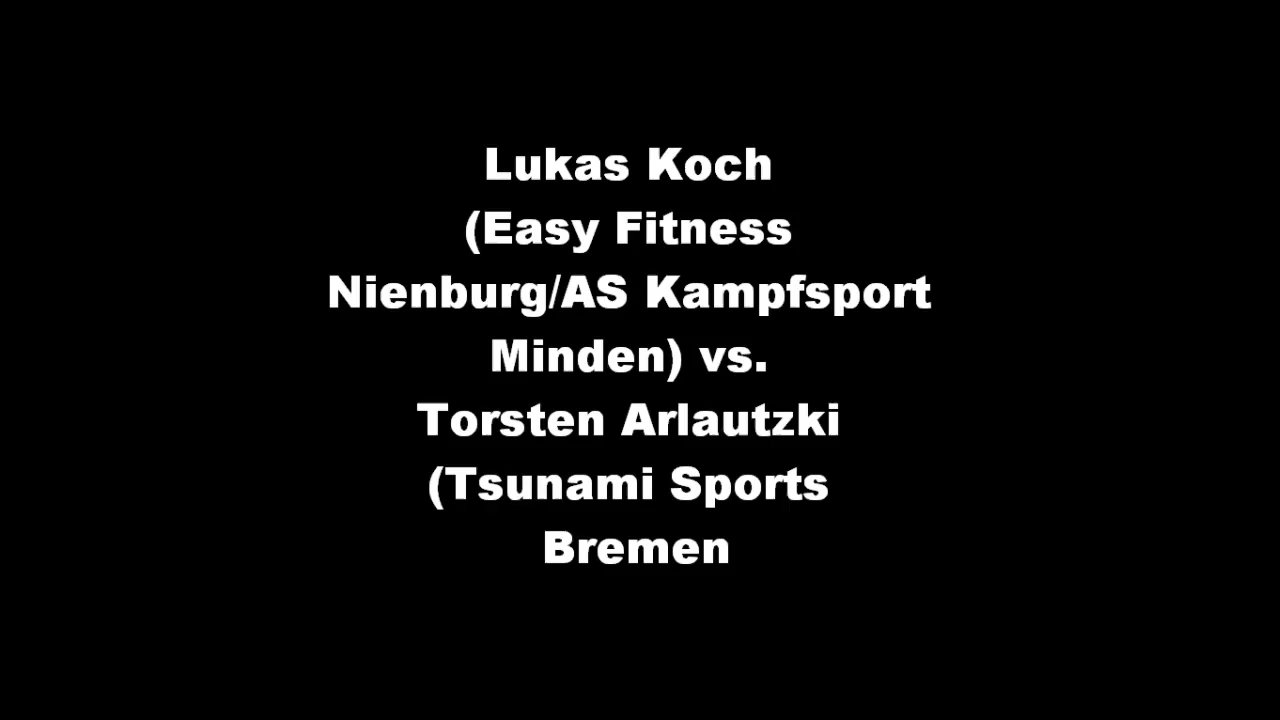 Lukas Koch
(Easy Fitness
Nienburg/AS Kampfsport
Minden) vs.
Torsten Arlautzki
(Tsunami Sports
Bremen